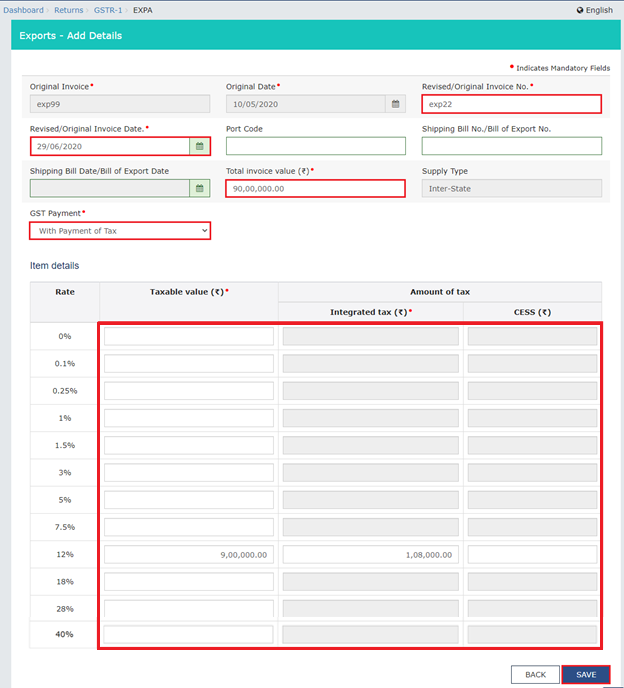 Dashboard › Returns › GSTR-1 › EXPA English
Exports - Add Details
• Indicates Mandatory Fields
Original Invoice•
exp99
Original Date•
10/05/2020
Revised/Original Invoice No.•
exp22
Revised/Original Invoice Date.•
29/06/2020
Port Code
Shipping Bill No./Bill of Export No.
Shipping Bill Date/Bill of Export Date
Total invoice value (₹)•
90,00,000.00
Supply Type
Inter-State
GST Payment•
With Payment of Tax
Item details
Rate Taxable value (₹)• Amount of tax
Integrated tax (₹)• CESS (₹)
0%
0.1%
0.25%
1%
1.5%
3%
5%
7.5%
12% 9,00,000.00 1,08,000.00
18%
28%
40%
BACK SAVE